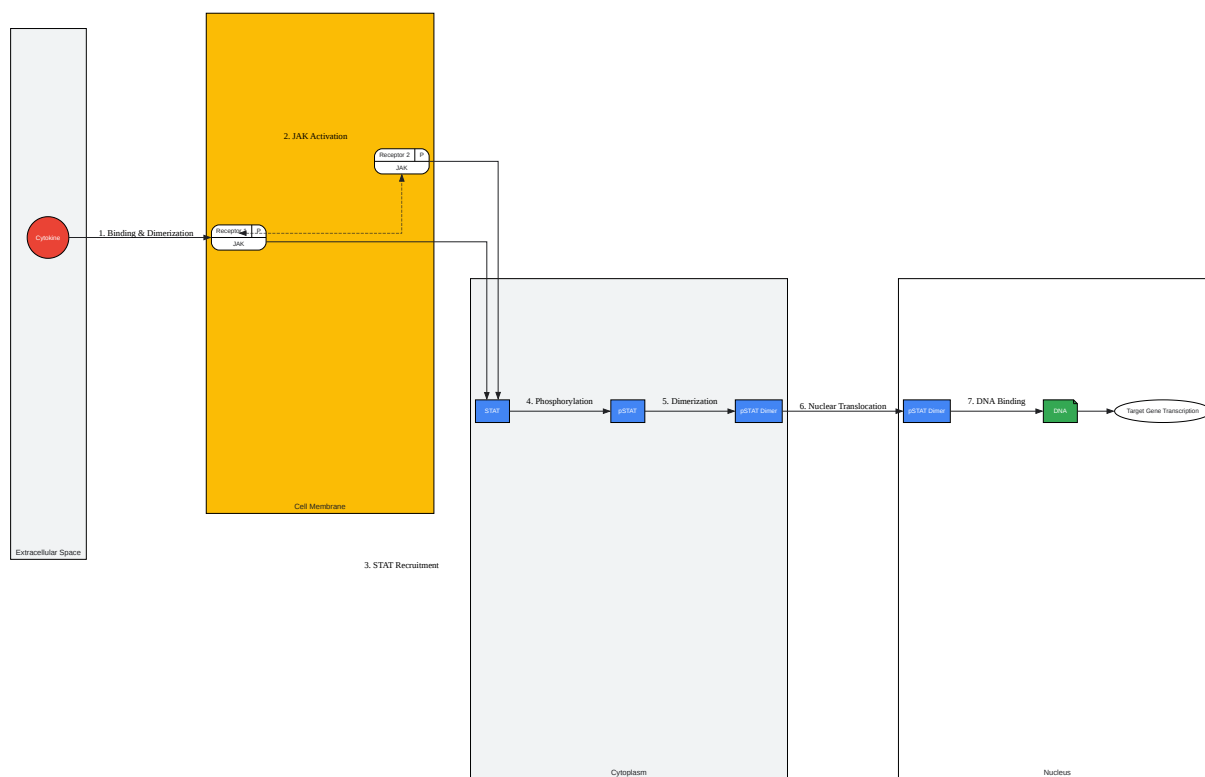 2. JAK Activation
Receptor 2 P
JAK
Cytokine
1. Binding & Dimerization
P
JAK
STAT
4. Phosphorylation
pSTAT
5. Dimerization
pSTAT Dimer
6. Nuclear Translocation
pSTAT Dimer
7. DNA Binding
DNA
Target Gene Transcription
Cell Membrane
Extracellular Space
3. STAT Recruitment
Cytoplasm
Nucleus